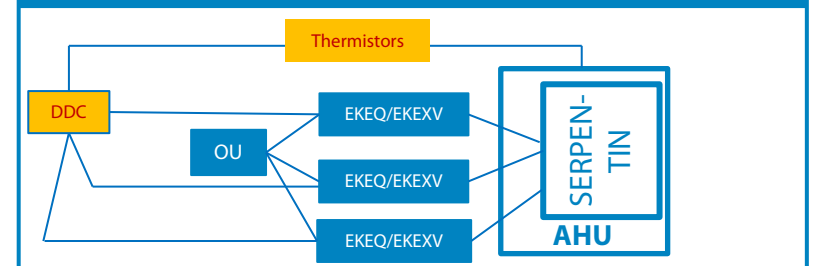 Thermistors
DDC
EKEQ/EKEXV
OU
EKEQ/EKEXV
EKEQ/EKEXV
SERPEN-
TIN
AHU